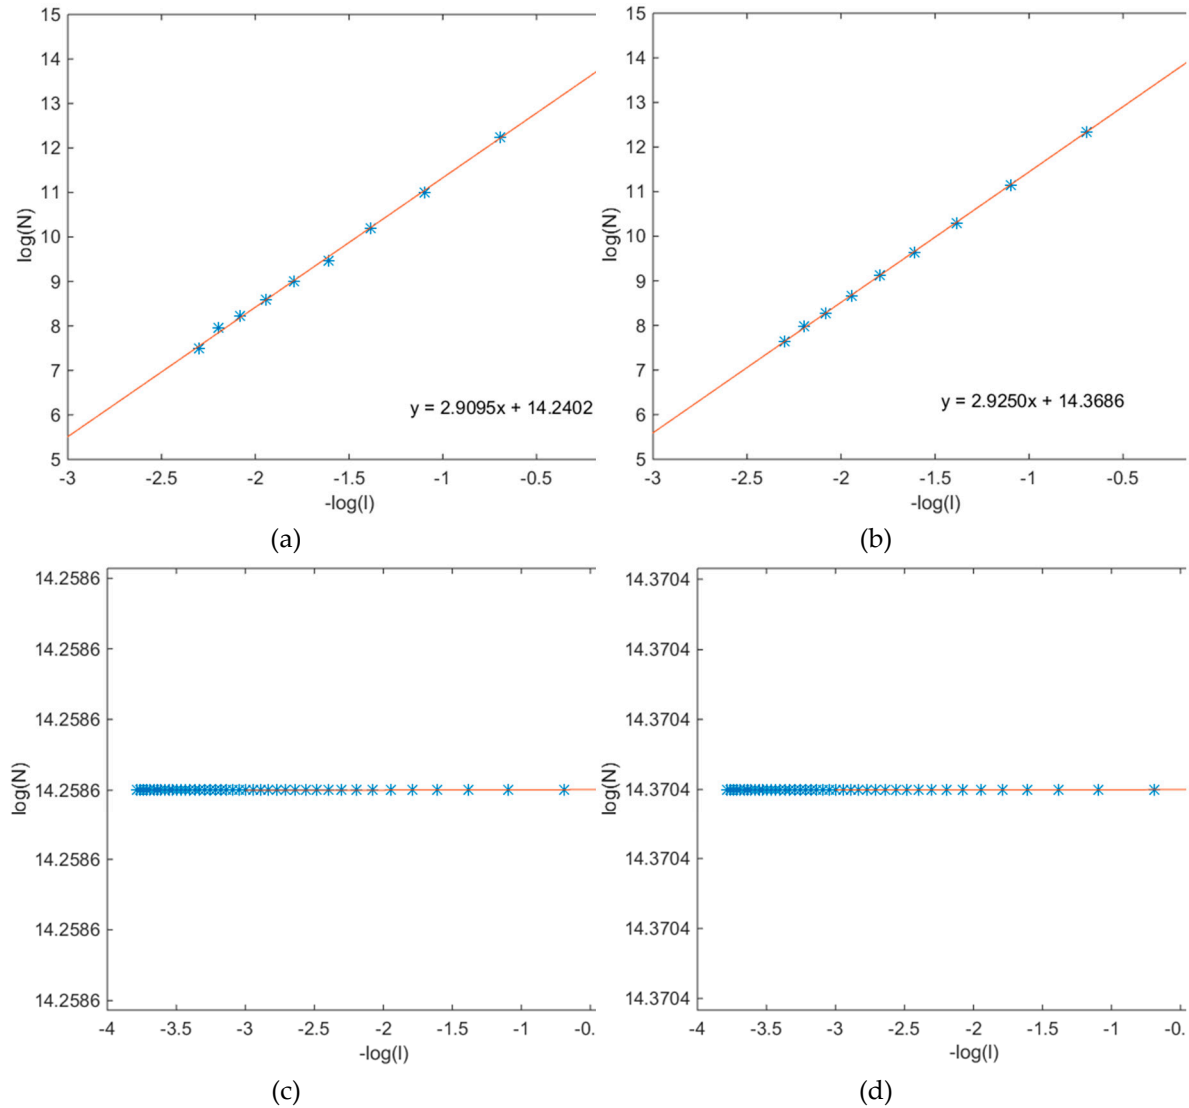 15
14
13
12
11
10
9
8
7
6
5
log(N)
y = 2.9095x + 14.2402
-3 -2.5 -2 -1.5 -1 -0.5
-log(l)
(a)
15
14
13
12
11
10
9
8
7
6
5
log(N)
y = 2.9250x + 14.3686
-3 -2.5 -2 -1.5 -1 -0.5
-log(l)
(b)
14.2586
14.2586
14.2586
14.2586
14.2586
14.2586
14.2586
log(N)
-4 -3.5 -3 -2.5 -2 -1.5 -1 -0.
-log(l)
(c)
14.3704
14.3704
14.3704
14.3704
14.3704
14.3704
14.3704
log(N)
-4 -3.5 -3 -2.5 -2 -1.5 -1 -0.
-log(l)
(d)